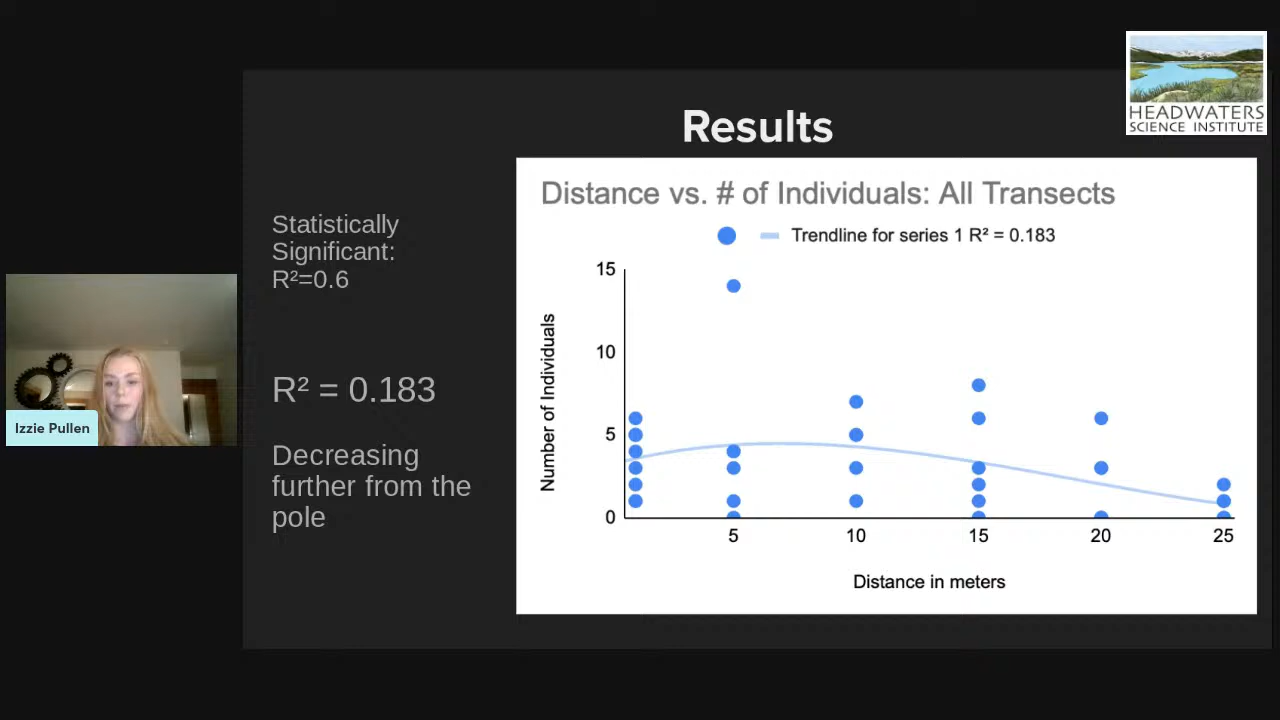 HEADWATERS
SCIENCE INSTITUTE
Results
Statistically
Significant:
R²=0.6
R² = 0.183
Decreasing
further from the
pole
Izzie Pullen
Distance vs. # of Individuals: All Transects
Trendline for series 1 R² = 0.183
Number of Individuals
15
10
5
0
5 10 15 20 25
Distance in meters